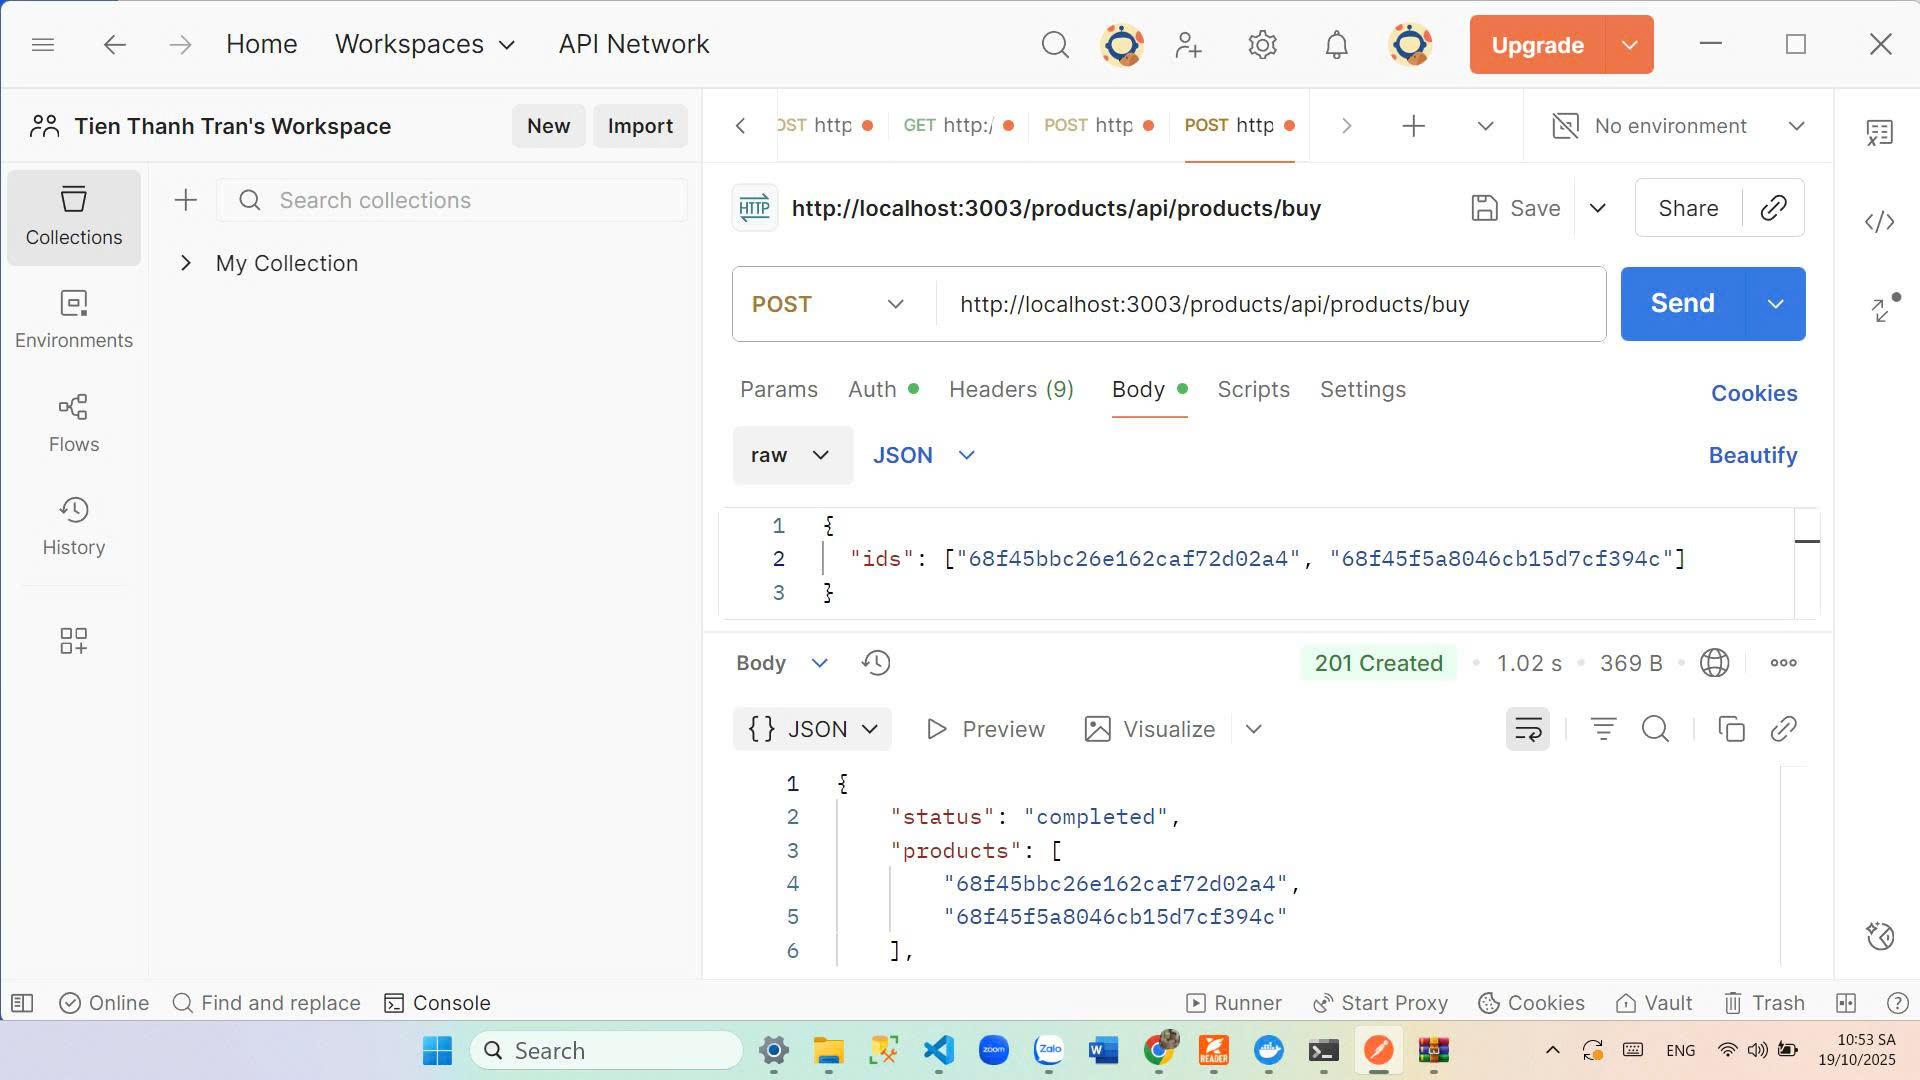 Home Workspaces API Network Upgrade
Tien Thanh Tran's Workspace New Import
OST http GET http:/ POST http POST http No environment
Search collections
Collections
My Collection
Environments
Flows
History
HTTP http://localhost:3003/products/api/products/buy Save Share
POST http://localhost:3003/products/api/products/buy Send
Params Auth Headers (9) Body Scripts Settings Cookies
raw JSON Beautify
1 {
2 "ids": ["68f45bbc26e162caf72d02a4", "68f45f5a8046cb15d7cf394c"]
3 }
Body 201 Created 1.02 s 369 B
{} JSON Preview Visualize
1 {
2 "status": "completed",
3 "products": [
4 "68f45bbc26e162caf72d02a4",
5 "68f45f5a8046cb15d7cf394c"
6 ],
Online Find and replace Console Runner Start Proxy Cookies Vault Trash
Search zoom Zalo W READER ENG 10:53 SA
19/10/2025